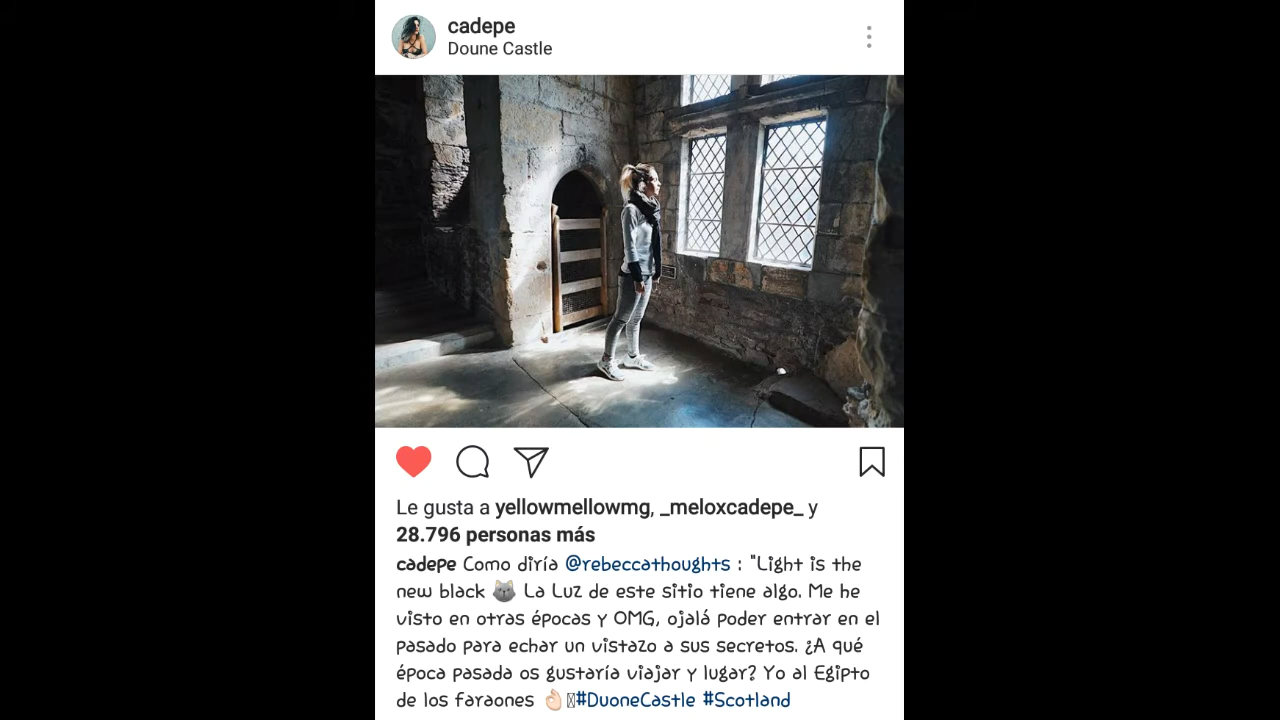 cadepe
Doune Castle
Le gusta a yellowmellowmg, _meloxcadepe_ y
28.796 personas más
cadepe Como diría @rebeccathoughts : "Light is the
new black 🐱 La Luz de este sitio tiene algo. Me he
visto en otras épocas y OMG, ojalá poder entrar en el
pasado para echar un vistazo a sus secretos. ¿A qué
época pasada os gustaría viajar y lugar? Yo al Egipto
de los faraones 👌🏻#DuoneCastle #Scotland